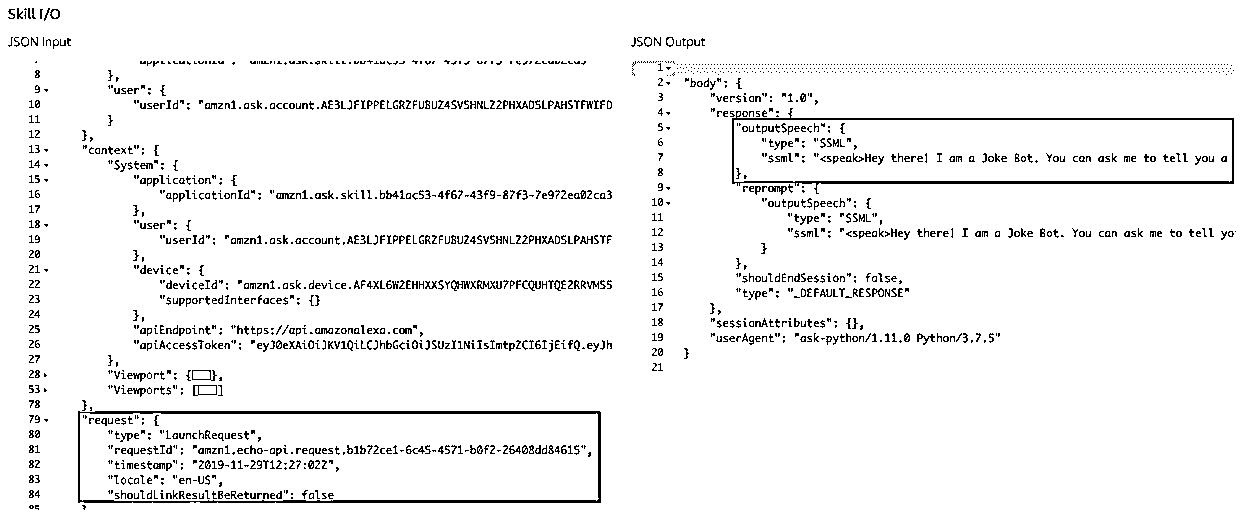 Skill I/O
JSON Input
8 },
9 "user": {
10 "userId": "amzn1.ask.account.AE3LJFIPPELGRZFUBUZ4SVSHNLZ2PHXADSLPAHSTFWIFD
11 }
12 },
13 "context": {
14 "System": {
15 "application": {
16 "applicationId": "amzn1.ask.skill.bb41ac53-4f67-43f9-87f3-7e972ea02ca3
17 },
18 "user": {
19 "userId": "amzn1.ask.account.AE3LJFIPPELGRZFUBUZ4SVSHNLZ2PHXADSLPAHSTF
20 },
21 "device": {
22 "deviceId": "amzn1.ask.device.AF4XL6W2EHHXXSYQHWXRMXU7PFCQUHTQE2RRVMS5
23 "supportedInterfaces": {}
24 },
25 "apiEndpoint": "https://api.amazonalexa.com",
26 "apiAccessToken": "eyJ0eXAiOiJKV1QiLCJhbGciOiJSUzI1NiIsImtpZCI6IjEifQ.eyJh
27 },
28 "Viewport": {},
53 "Viewports": []
78 },
79 "request": {
80 "type": "LaunchRequest",
81 "requestId": "amzn1.echo-api.request.b1b72ce1-6c45-4571-b0f2-26408dd84615",
82 "timestamp": "2019-11-29T12:27:02Z",
83 "locale": "en-US",
84 "shouldLinkResultBeReturned": false
85 }
JSON Output
1
2 "body": {
3 "version": "1.0",
4 "response": {
5 "outputSpeech": {
6 "type": "SSML",
7 "ssml": "<speak>Hey there! I am a Joke Bot. You can ask me to tell you a
8 },
9 "reprompt": {
10 "outputSpeech": {
11 "type": "SSML",
12 "ssml": "<speak>Hey there! I am a Joke Bot. You can ask me to tell yo
13 }
14 },
15 "shouldEndSession": false,
16 "type": "_DEFAULT_RESPONSE"
17 },
18 "sessionAttributes": {},
19 "userAgent": "ask-python/1.11.0 Python/3.7.5"
20 }
21